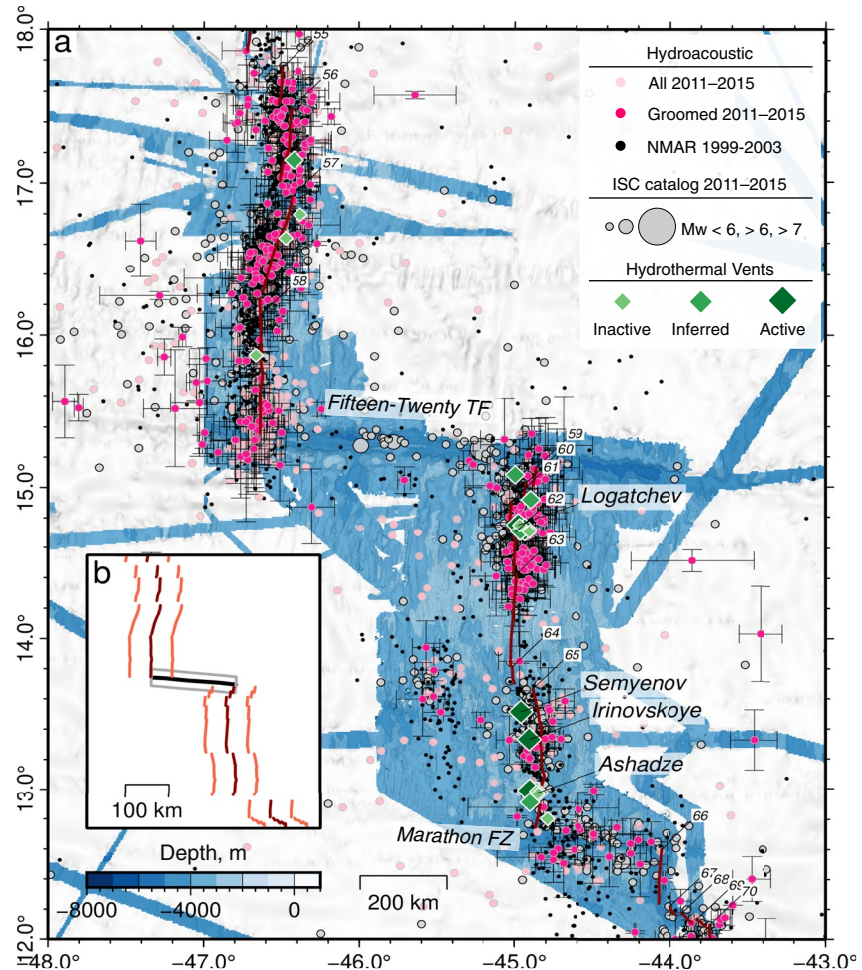 a
18.0°
17.0°
16.0°
15.0°
14.0°
13.0°
12.0°
−48.0°
−47.0°
−46.0°
−45.0°
−44.0°
−43.0°
Hydroacoustic
All 2011–2015
Groomed 2011–2015
NMAR 1999-2003
ISC catalog 2011–2015
Mw < 6, > 6, > 7
Hydrothermal Vents
Inactive Inferred Active
55
56
57
58
Fifteen-Twenty TF
59
60
61
62
Logatchev
63
64
65
Semyenov
Irinovskoye
Ashadze
Marathon FZ
66
67
68
69
70
200 km
b
100 km
Depth, m
−8000 −4000 0